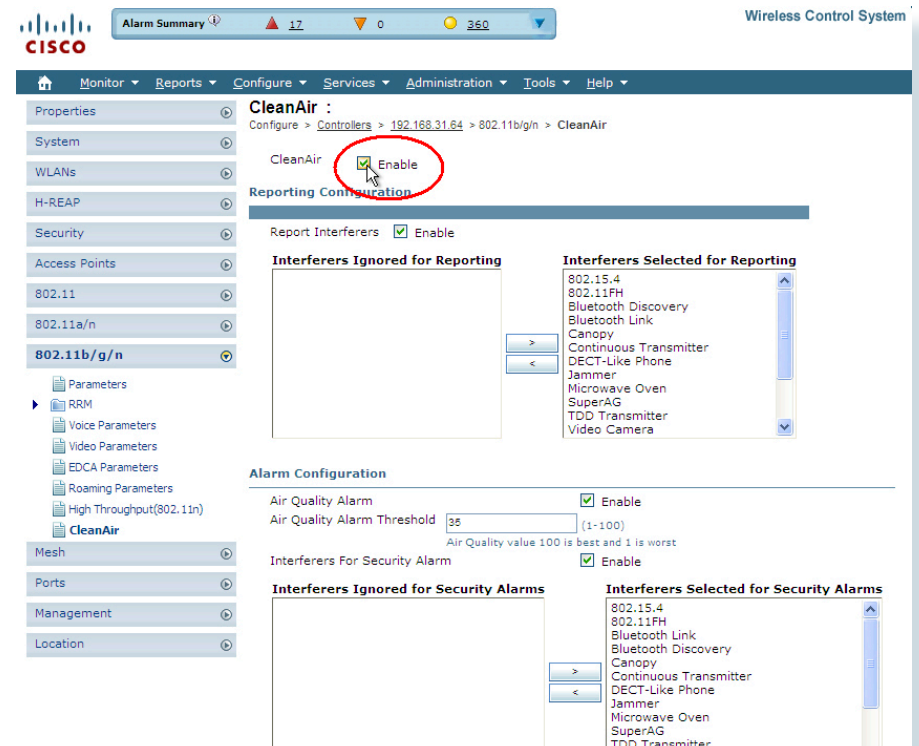 Alarm Summary 17 0 360
Wireless Control System
CISCO
Monitor Reports Configure Services Administration Tools Help
Properties
System
WLANs
H-REAP
Security
Access Points
802.11
802.11a/n
802.11b/g/n
Parameters
RRM
Voice Parameters
Video Parameters
EDCA Parameters
Roaming Parameters
High Throughput(802.11n)
CleanAir
Mesh
Ports
Management
Location
CleanAir :
Configure > Controllers > 192.168.31.64 > 802.11b/g/n > CleanAir
CleanAir Enable
Reporting Configuration
Report Interferers Enable
Interferers Ignored for Reporting
Interferers Selected for Reporting
802.15.4
802.11FH
Bluetooth Discovery
Bluetooth Link
Canopy
Continuous Transmitter
DECT-Like Phone
Jammer
Microwave Oven
SuperAG
TDD Transmitter
Video Camera
>
<
Alarm Configuration
Air Quality Alarm Enable
Air Quality Alarm Threshold 35 (1-100)
Air Quality value 100 is best and 1 is worst
Interferers For Security Alarm Enable
Interferers Ignored for Security Alarms
Interferers Selected for Security Alarms
802.15.4
802.11FH
Bluetooth Link
Bluetooth Discovery
Canopy
Continuous Transmitter
DECT-Like Phone
Jammer
Microwave Oven
SuperAG
TDD Transmitter
>
<